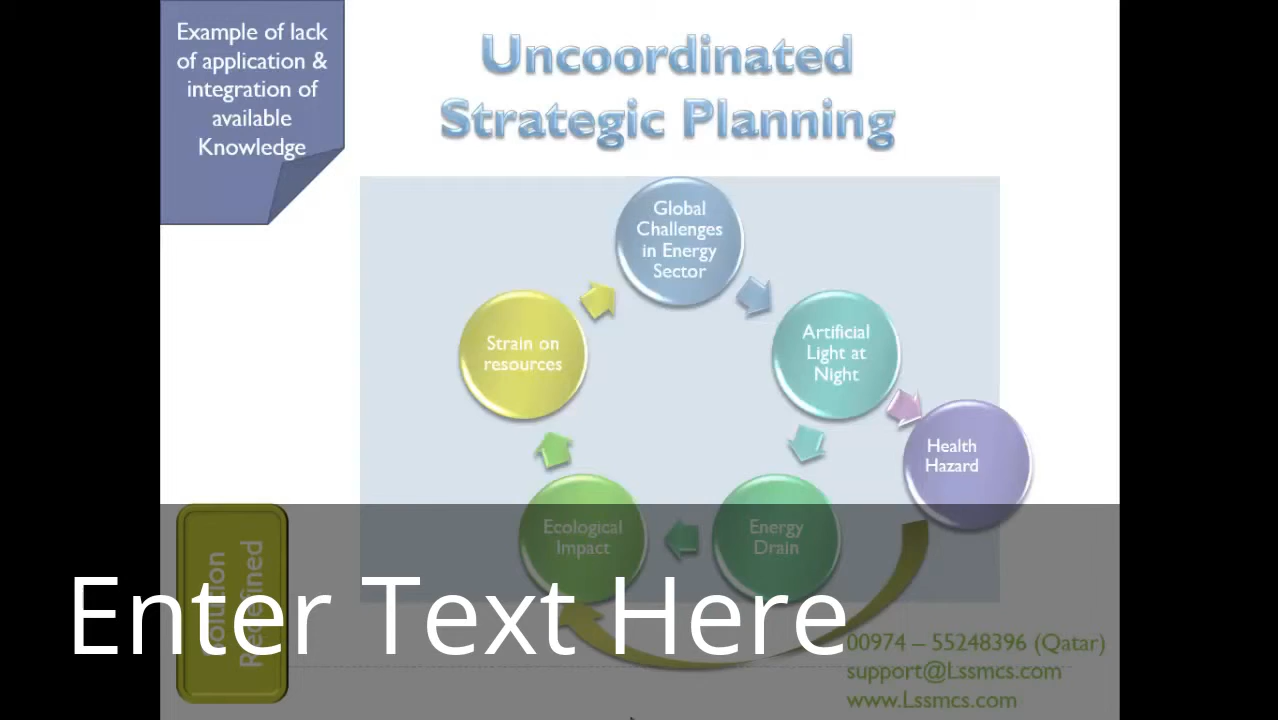 Example of lack
of application &
integration of
available
Knowledge
Uncoordinated
Strategic Planning
Global
Challenges
in Energy
Sector
Artificial
Light at
Night
Health
Hazard
Energy
Drain
Ecological
Impact
Strain on
resources
Solution
Redefined
Enter Text Here
00974 – 55248396 (Qatar)
support@Lssmcs.com
www.Lssmcs.com